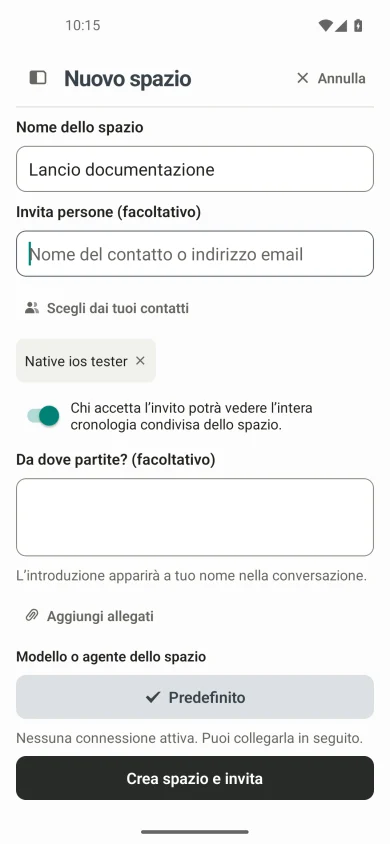 10:15
Nuovo spazio
Annulla
Nome dello spazio
Lancio documentazione
Invita persone (facoltativo)
Nome del contatto o indirizzo email
Scegli dai tuoi contatti
Native ios tester
Chi accetta l’invito potrà vedere l’intera
cronologia condivisa dello spazio.
Da dove partite? (facoltativo)
L’introduzione apparirà a tuo nome nella conversazione.
Aggiungi allegati
Modello o agente dello spazio
Predefinito
Nessuna connessione attiva. Puoi collegarla in seguito.
Crea spazio e invita